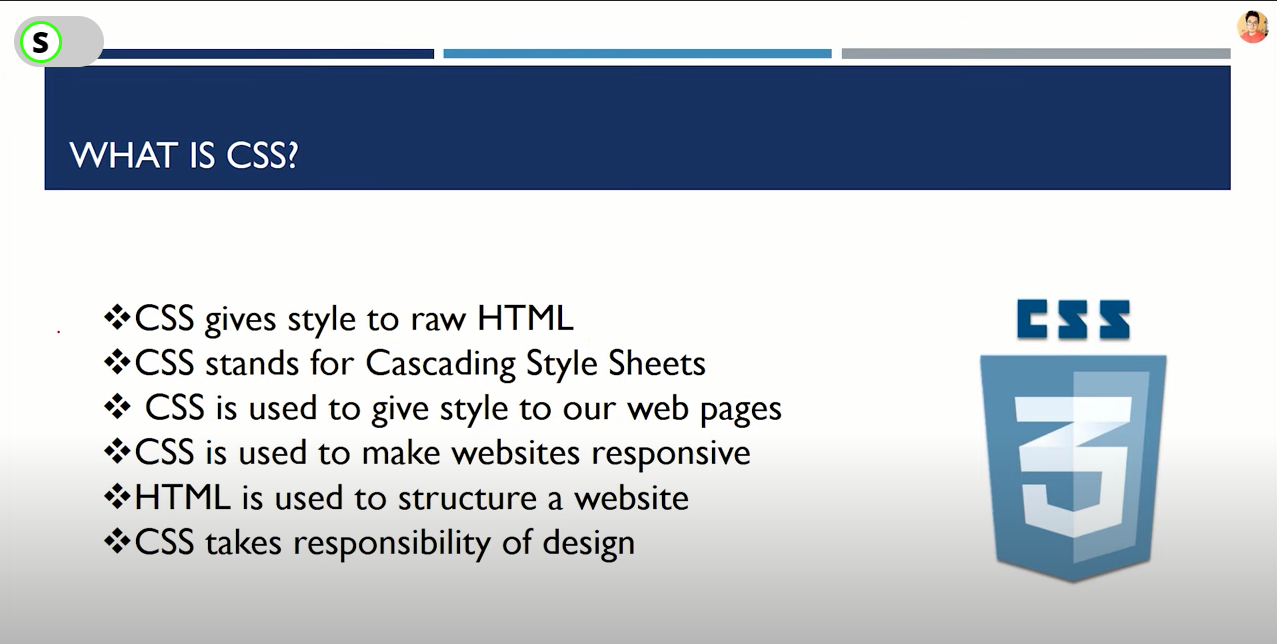 S
WHAT IS CSS?
❖CSS gives style to raw HTML
❖CSS stands for Cascading Style Sheets
❖ CSS is used to give style to our web pages
❖CSS is used to make websites responsive
❖HTML is used to structure a website
❖CSS takes responsibility of design
CSS
3